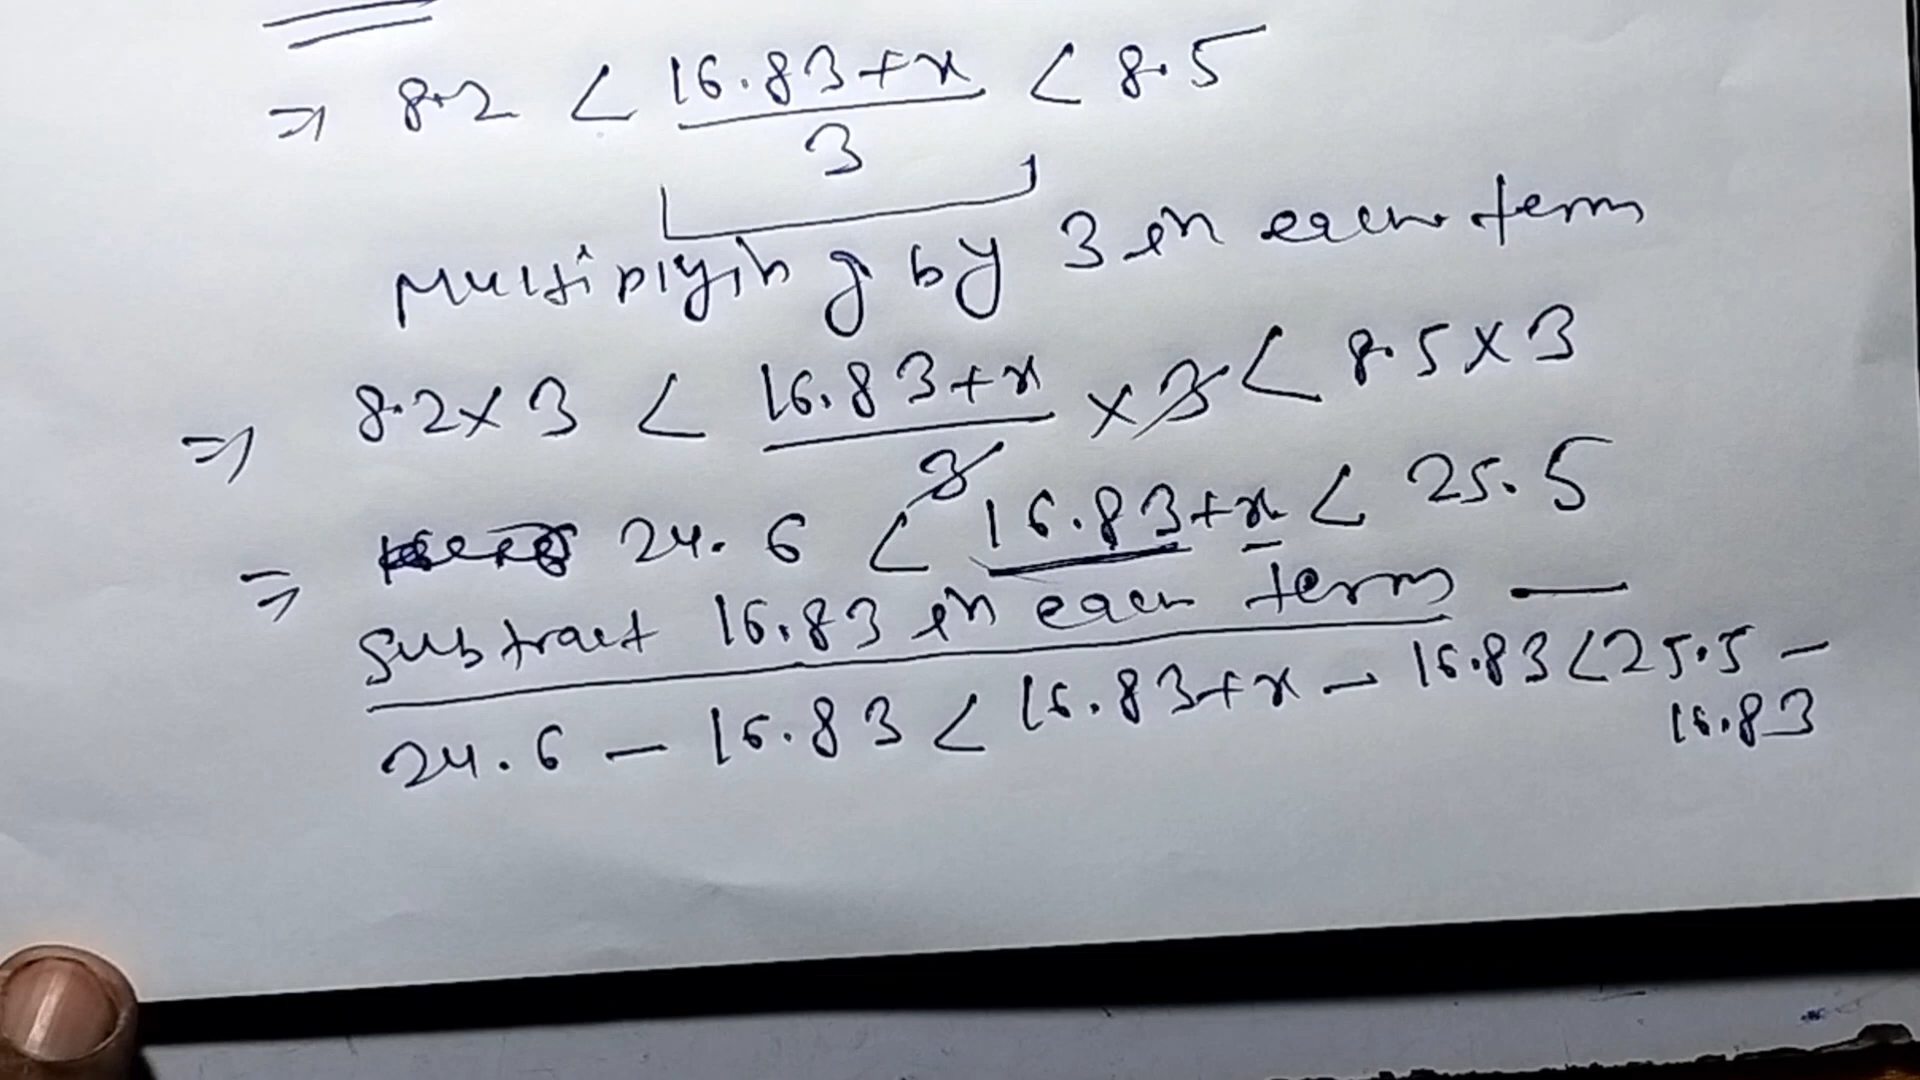 ⇒ 8.2 < (16.83+x)/3 < 8.5
Multiplying by 3 in each term
⇒ 8.2×3 < (16.83+x)/3 ×3 < 8.5×3
⇒ 24.6 < 16.83+x < 25.5
Subtract 16.83 in each term —
24.6 – 16.83 < 16.83+x – 16.83 < 25.5 –
16.83